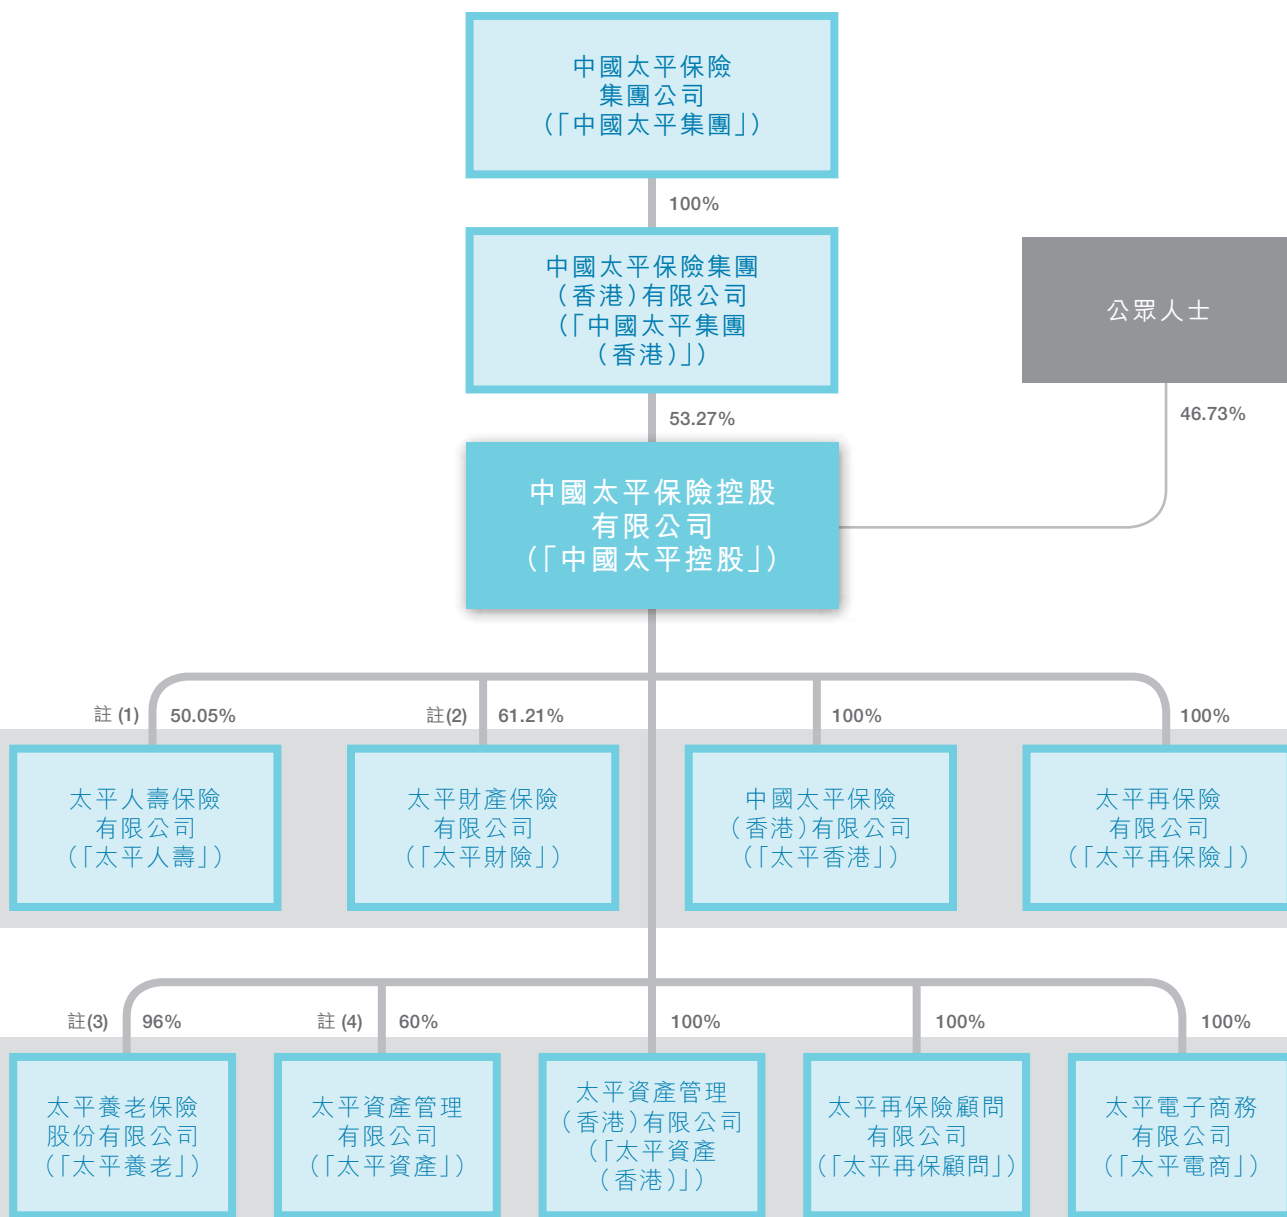 中國太平保險
集團公司
(「中國太平集團」)
100%
中國太平保險集團
(香港)有限公司
(「中國太平集團
(香港)」)
公眾人士
53.27%
46.73%
中國太平保險控股
有限公司
(「中國太平控股」)
註 (1) 50.05%
註(2) 61.21%
100%
100%
太平人壽保險
有限公司
(「太平人壽」)
太平財產保險
有限公司
(「太平財險」)
中國太平保險
(香港)有限公司
(「太平香港」)
太平再保險
有限公司
(「太平再保險」)
註(3) 96%
註 (4) 60%
100%
100%
100%
太平養老保險
股份有限公司
(「太平養老」)
太平資產管理
有限公司
(「太平資產」)
太平資產管理
(香港)有限公司
(「太平資產
(香港)」)
太平再保險顧問
有限公司
(「太平再保顧問」)
太平電子商務
有限公司
(「太平電商」)